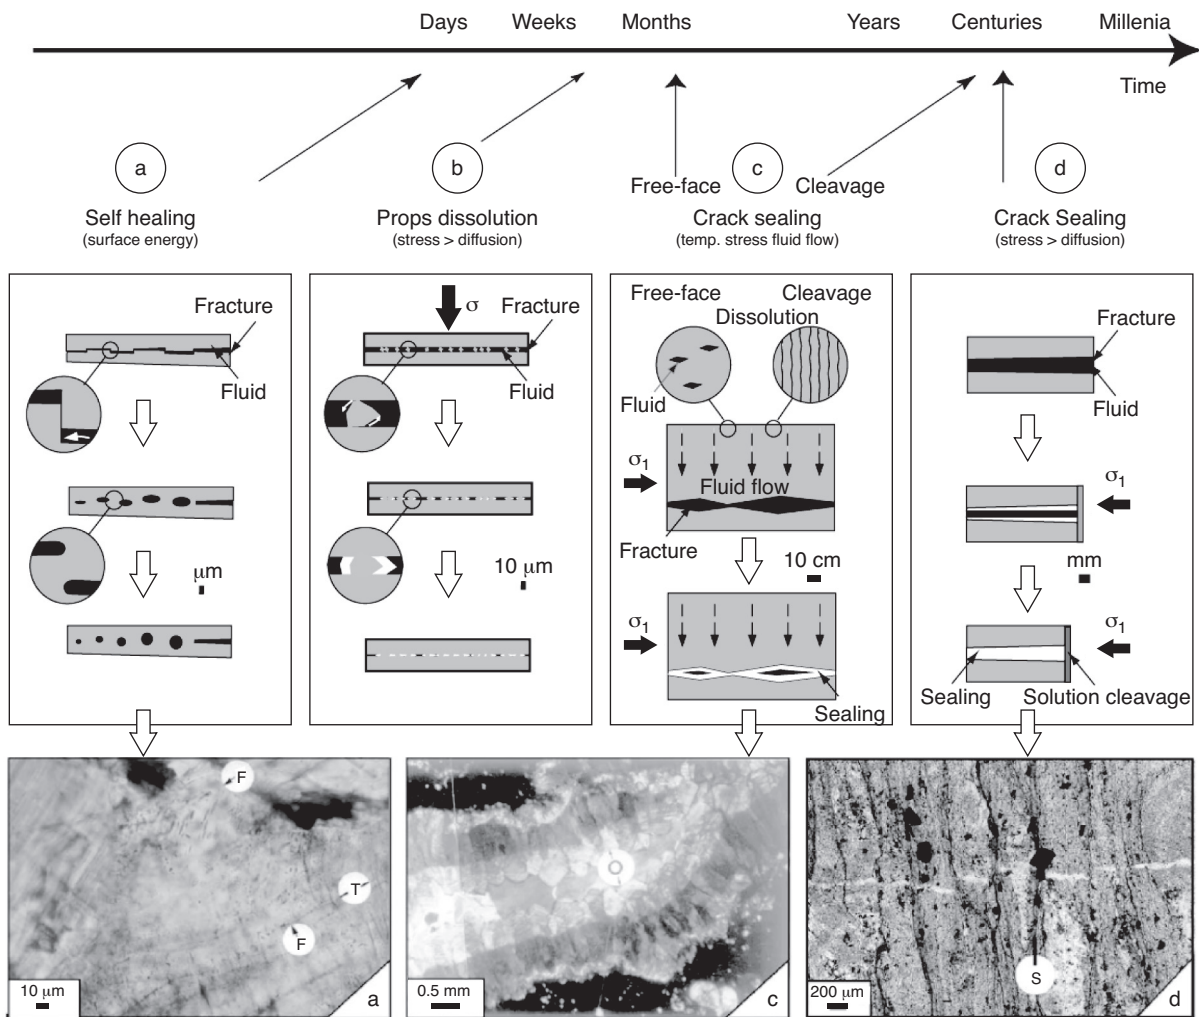 Days Weeks Months Years Centuries Millenia
Time
a
b
c
d
Free-face
Cleavage
Self healing
(surface energy)
Props dissolution
(stress > diffusion)
Crack sealing
(temp. stress fluid flow)
Crack Sealing
(stress > diffusion)
Fracture
Fluid
μm
σ
Fracture
Fluid
10 μm
Free-face
Cleavage
Dissolution
Fluid
σ1
Fluid flow
Fracture
10 cm
σ1
Sealing
Fracture
Fluid
σ1
mm
σ1
Sealing
Solution cleavage
F
T
F
10 μm
a
O
0.5 mm
c
S
200 μm
d